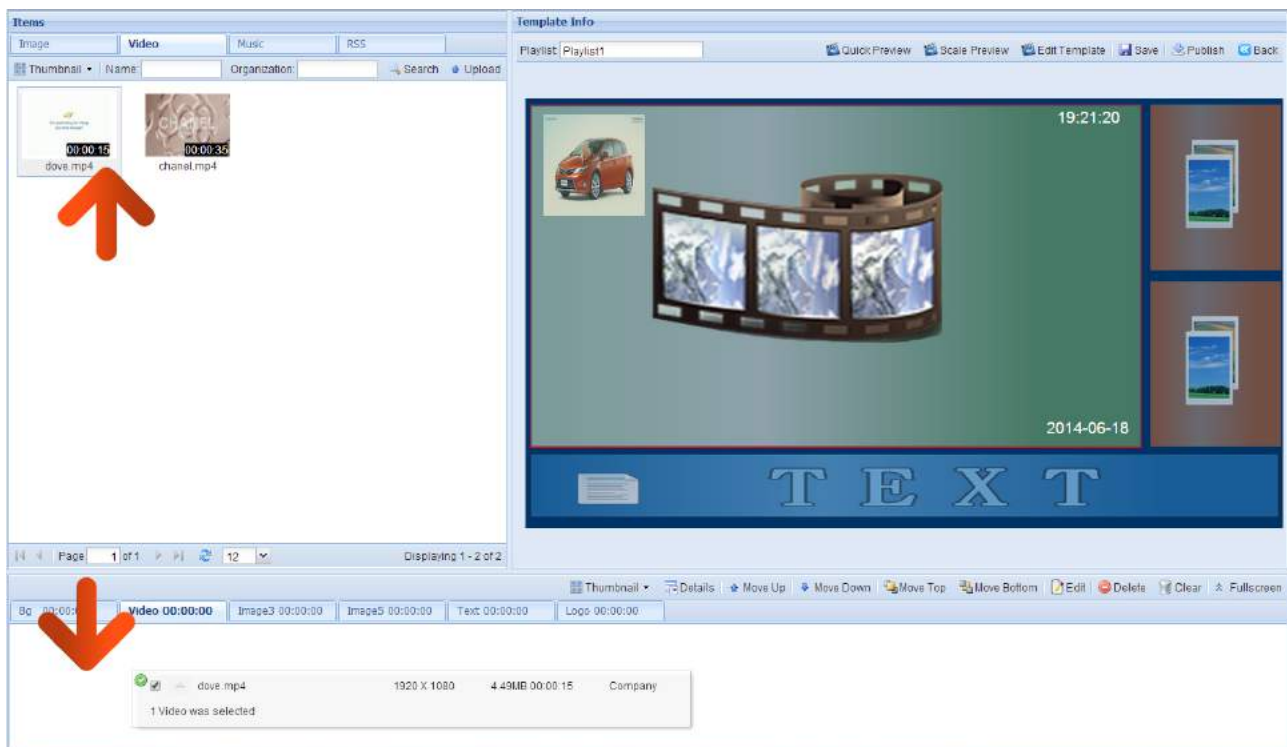 Items
Image Video Music RSS
Thumbnail Name: Organization: Search Upload
00:00:15
dove.mp4
CHANEL
00:00:35
chanel.mp4
Page 1 of 1 12 Displaying 1 - 2 of 2
Template Info
Playlist: Playlist1 Quick Preview Scale Preview Edit Template Save Publish Back
19:21:20
2014-06-18
TEXT
Thumbnail Details Move Up Move Down Move Top Move Bottom Edit Delete Clear Fullscreen
Bg 00:00: Video 00:00:00 Image3 00:00:00 Image5 00:00:00 Text 00:00:00 Logo 00:00:00
dove.mp4 1920 X 1080 4.49MB 00:00:15 Company
1 Video was selected